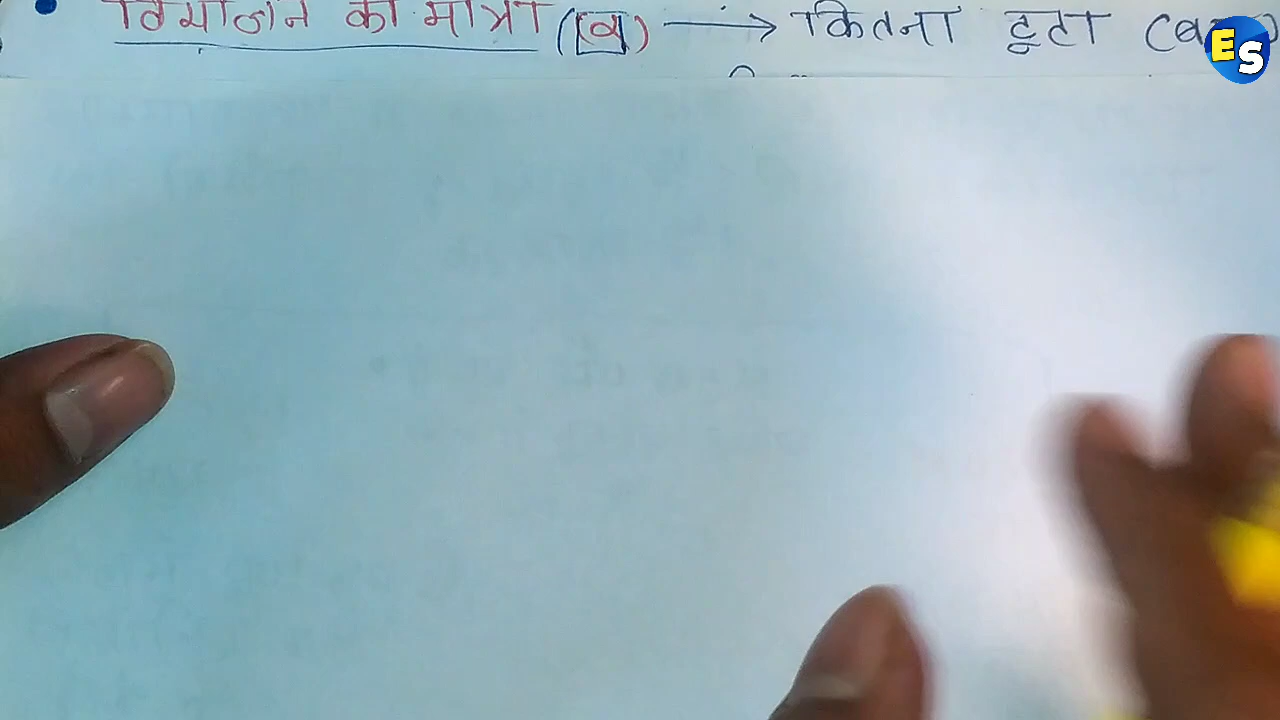 वियोजन की मात्रा (α) → कितना टूटा
ES